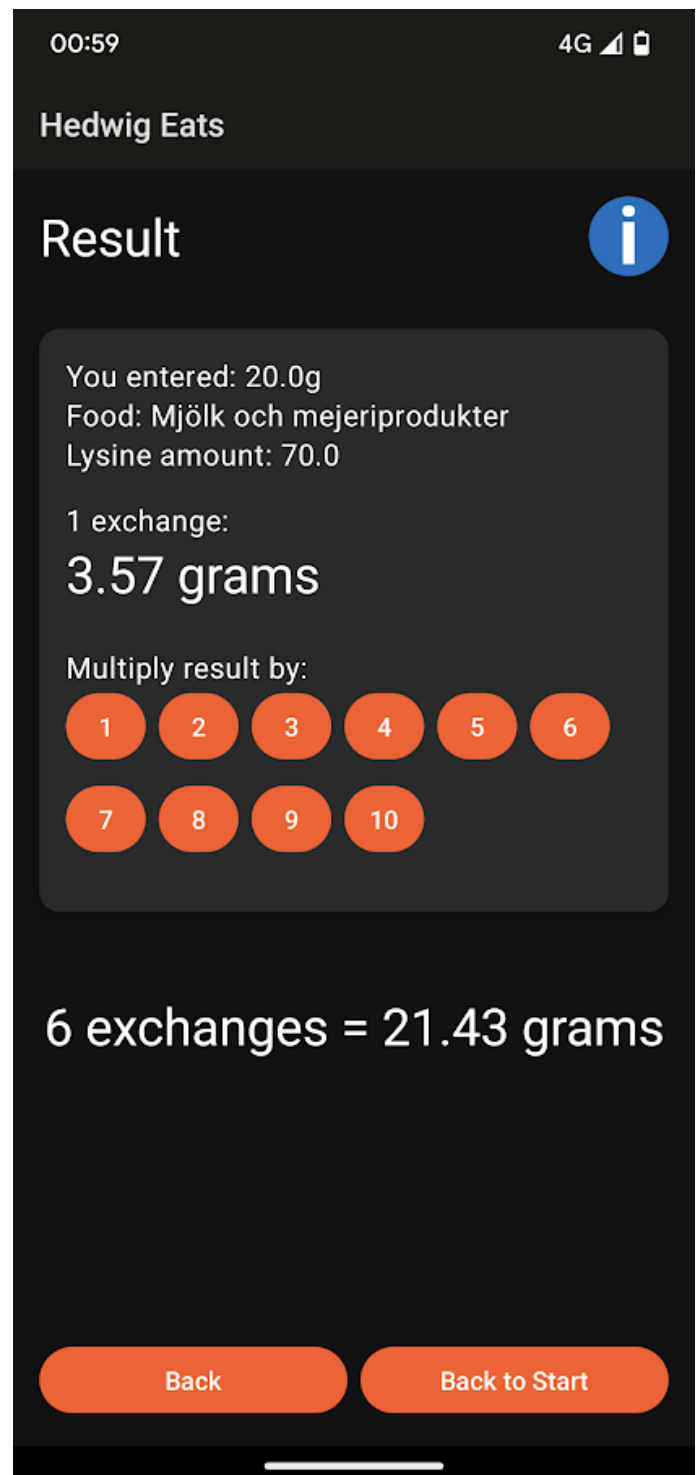 00:59 4G
Hedwig Eats
Result
i
You entered: 20.0g
Food: Mjölk och mejeriprodukter
Lysine amount: 70.0
1 exchange:
3.57 grams
Multiply result by:
1 2 3 4 5 6
7 8 9 10
6 exchanges = 21.43 grams
Back Back to Start